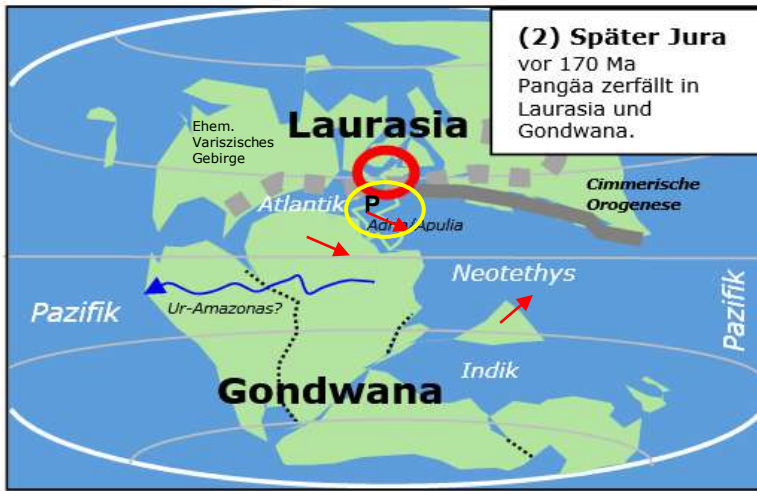 (2) Später Jura
vor 170 Ma
Pangäa zerfällt in
Laurasia und
Gondwana.
Ehem.
Variszisches
Gebirge
Laurasia
Cimmerische
Orogenese
Atlantik
P
Adria/Apulia
Neotethys
Pazifik
Ur-Amazonas?
Pazifik
Indik
Gondwana